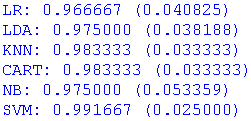 LR: 0.966667 (0.040825)
LDA: 0.975000 (0.038188)
KNN: 0.983333 (0.033333)
CART: 0.983333 (0.033333)
NB: 0.975000 (0.053359)
SVM: 0.991667 (0.025000)